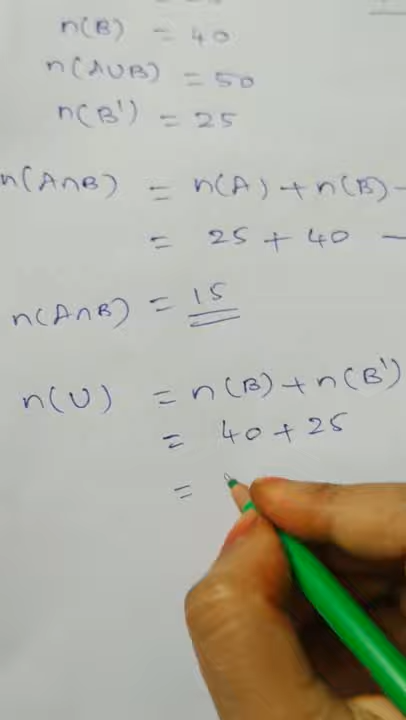 n(B) = 40
n(A∪B) = 50
n(B') = 25
n(A∩B) = n(A) + n(B) -
= 25 + 40 -
n(A∩B) = 15
n(U) = n(B) + n(B')
= 40 + 25
=